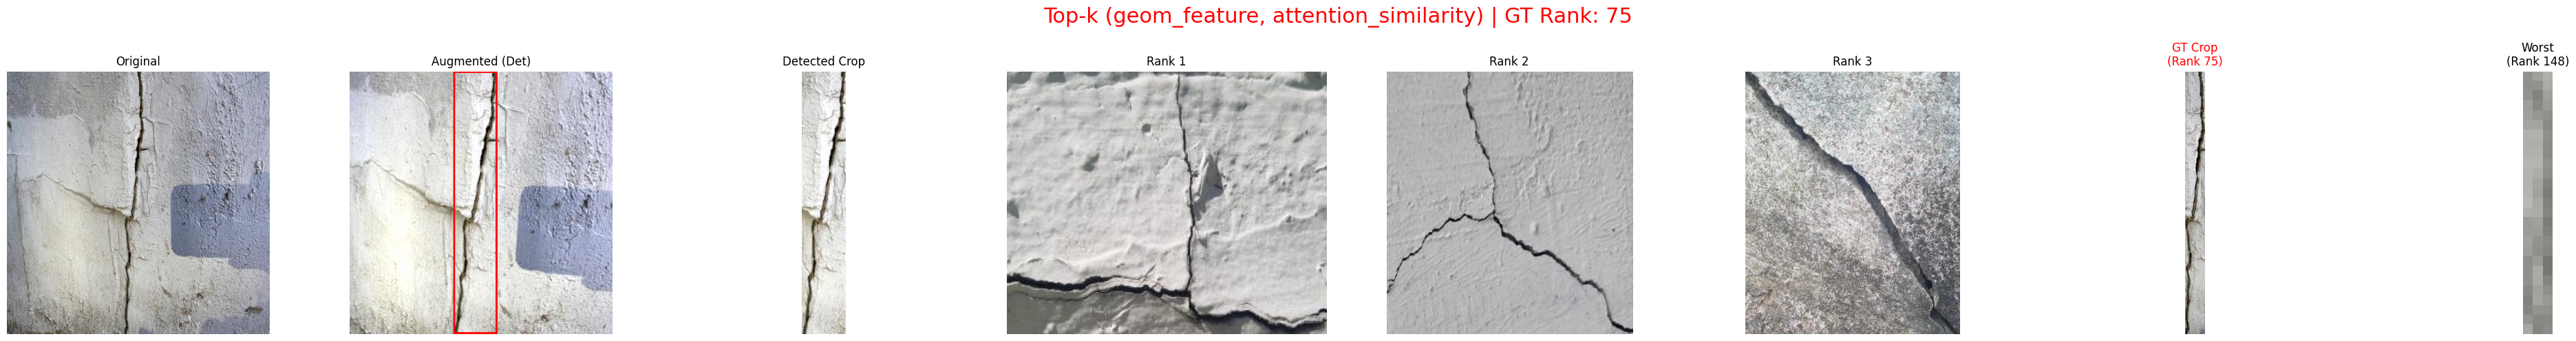 Top-k (geom_feature, attention_similarity) | GT Rank: 75
Original
Augmented (Det)
Detected Crop
Rank 1
Rank 2
Rank 3
GT Crop
(Rank 75)
Worst
(Rank 148)